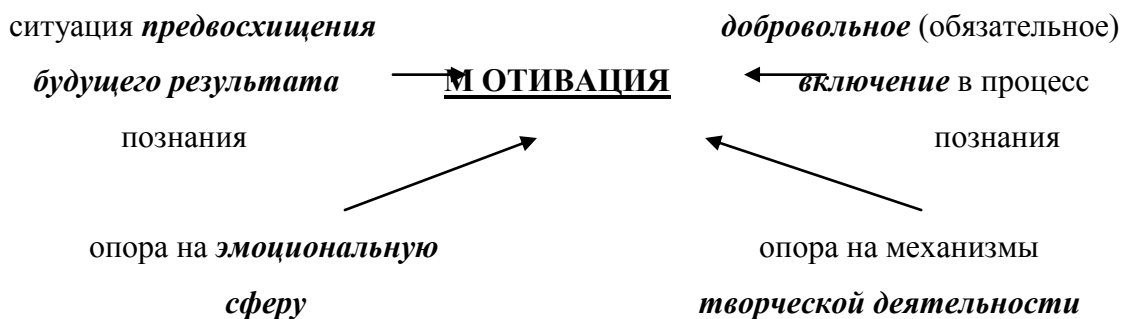 ситуация предвосхищения
будущего результата
познания
М ОТИВАЦИЯ
добровольное (обязательное)
включение в процесс
познания
опора на эмоциональную
сферу
опора на механизмы
творческой деятельности